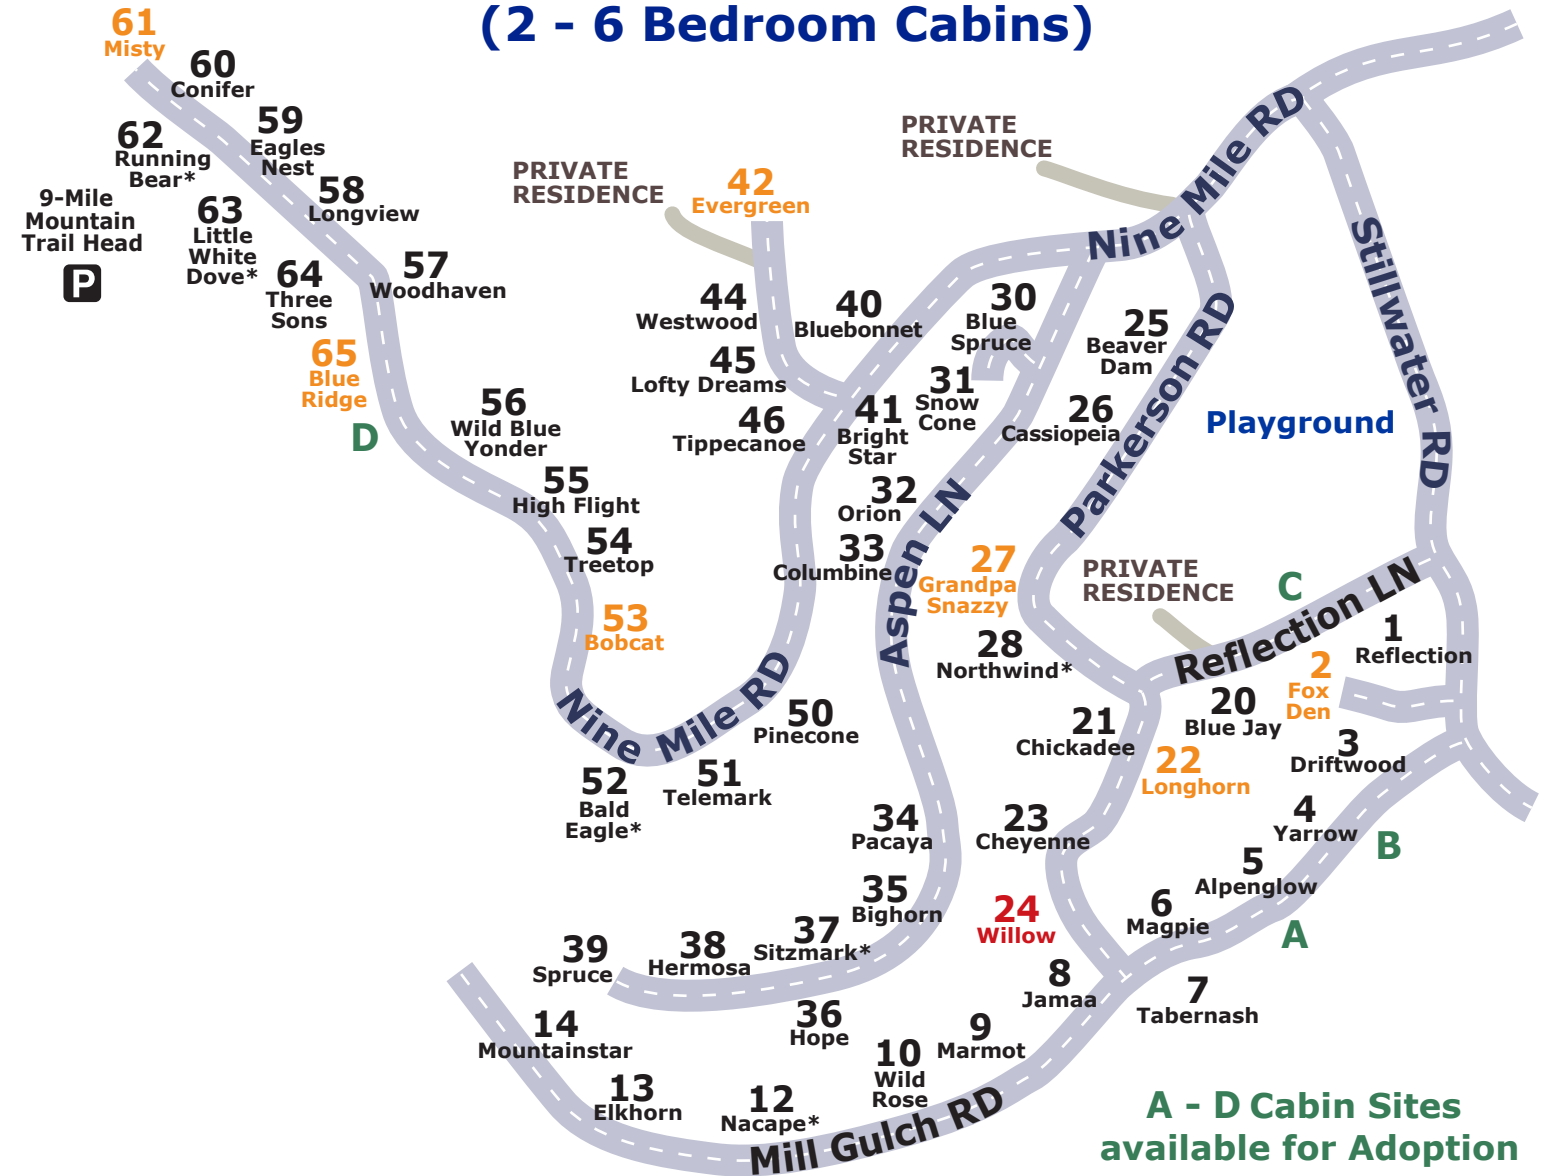 (2 - 6 Bedroom Cabins)
61
Misty
60
Conifer
59
Eagles
Nest
62
Running
Bear*
58
Longview
9-Mile
Mountain
Trail Head
P
63
Little
White
Dove*
64
Three
Sons
57
Woodhaven
65
Blue
Ridge
D
56
Wild Blue
Yonder
55
High Flight
54
Treetop
53
Bobcat
PRIVATE
RESIDENCE
42
Evergreen
PRIVATE
RESIDENCE
Nine Mile RD
44
Westwood
40
Bluebonnet
45
Lofty Dreams
46
Tippecanoe
41
Bright
Star
30
Blue
Spruce
31
Snow
Cone
25
Beaver
Dam
26
Cassiopeia
Parkerson RD
Playground
Stillwater RD
32
Orion
33
Columbine
Aspen LN
27
Grandpa
Snazzy
28
Northwind*
PRIVATE
RESIDENCE
C
Reflection LN
1
Reflection
2
Fox
Den
20
Blue Jay
3
Driftwood
21
Chickadee
22
Longhorn
4
Yarrow
B
Nine Mile RD
50
Pinecone
51
Telemark
52
Bald
Eagle*
34
Pacaya
23
Cheyenne
5
Alpenglow
35
Bighorn
24
Willow
6
Magpie
A
37
Sitzmark*
38
Hermosa
39
Spruce
8
Jamaa
7
Tabernash
36
Hope
9
Marmot
14
Mountainstar
10
Wild
Rose
13
Elkhorn
12
Nacape*
Mill Gulch RD
A - D Cabin Sites
available for Adoption